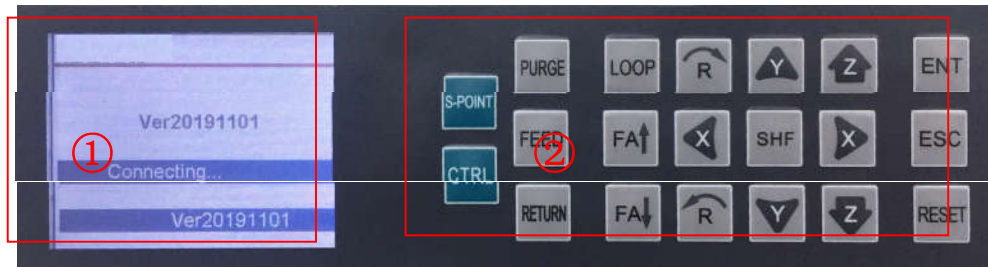 Ver20191101
①
Connecting...
Ver20191101
S-POINT
CTRL
②
PURGE LOOP R Y Z ENT
FEED FA↑ X SHF X ESC
RETURN FA↓ R Y Z RESET